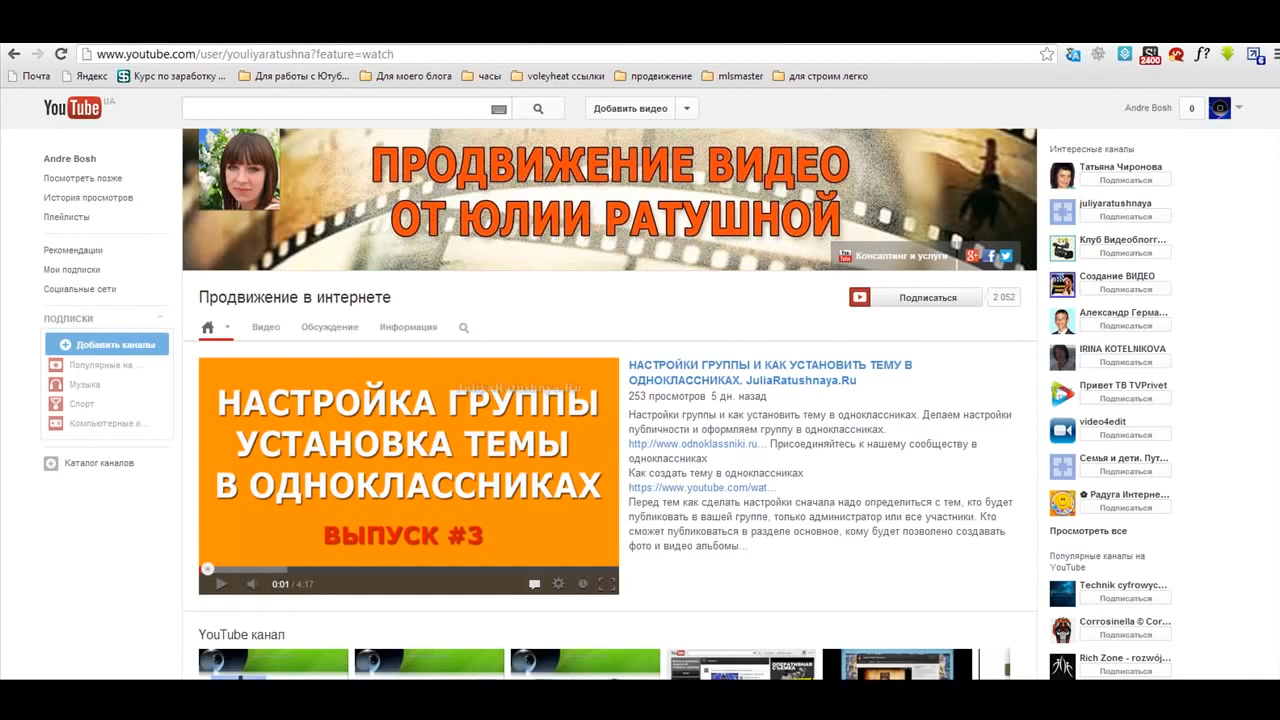 www.youtube.com/user/youliyaratushna?feature=watch
2400
f?
6
Почта
Яндекс
Курс по заработку ...
Для работы с Ютуб...
Для моего блога
часы
voleyheat ссылки
продвижение
mlsmaster
для строим легко
YouTube UA
Добавить видео
Andre Bosh
0
Andre Bosh
Посмотреть позже
История просмотров
Плейлисты
Рекомендации
Мои подписки
Социальные сети
ПОДПИСКИ
Добавить каналы
Популярные на ...
Музыка
Спорт
Компьютерные и...
Каталог каналов
ПРОДВИЖЕНИЕ ВИДЕО
ОТ ЮЛИИ РАТУШНОЙ
Консалтинг и услуги
Продвижение в интернете
Подписаться
2 052
Видео
Обсуждение
Информация
JuliyaRatushnaya.Ru
НАСТРОЙКА ГРУППЫ
УСТАНОВКА ТЕМЫ
В ОДНОКЛАССНИКАХ
ВЫПУСК #3
0:01 / 4:17
НАСТРОЙКИ ГРУППЫ И КАК УСТАНОВИТЬ ТЕМУ В
ОДНОКЛАССНИКАХ. JuliaRatushnaya.Ru
253 просмотров 5 дн. назад
Настройки группы и как установить тему в одноклассниках. Делаем настройки
публичности и оформляем группу в одноклассниках.
http://www.odnoklassniki.ru... Присоединяйтесь к нашему сообществу в
одноклассниках
Как создать тему в одноклассниках
https://www.youtube.com/wat...
Перед тем как сделать настройки сначала надо определиться с тем, кто будет
публиковать в вашей группе, только администратор или все участники. Кто
сможет публиковаться в разделе основное, кому будет позволено создавать
фото и видео альбомы...
YouTube канал
ОПЕРАТИВНАЯ
СЪЕМКА
Интересные каналы
Татьяна Чиронова
Подписаться
juliyaratushnaya
Подписаться
Клуб Видеоблогг...
Подписаться
Создание ВИДЕО
Подписаться
Александр Герма...
Подписаться
IRINA KOTELNIKOVA
Подписаться
Привет ТВ TVPrivet
Подписаться
video4edit
Подписаться
Семья и дети. Пут...
Подписаться
✿ Радуга Интерне...
Подписаться
Просмотреть все
Популярные каналы на
YouTube
Technik cyfrowyc...
Подписаться
Corrosinella © Cor...
Подписаться
Rich Zone - rozwój...
Подписаться